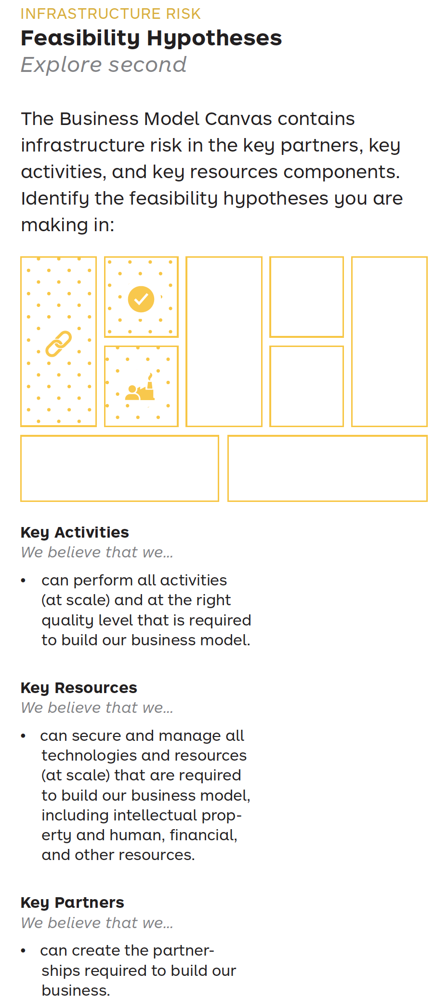 INFRASTRUCTURE RISK
Feasibility Hypotheses
Explore second
The Business Model Canvas contains
infrastructure risk in the key partners, key
activities, and key resources components.
Identify the feasibility hypotheses you are
making in:
Key Activities
We believe that we...
• can perform all activities
(at scale) and at the right
quality level that is required
to build our business model.
Key Resources
We believe that we...
• can secure and manage all
technologies and resources
(at scale) that are required
to build our business model,
including intellectual prop-
erty and human, financial,
and other resources.
Key Partners
We believe that we...
• can create the partner-
ships required to build our
business.